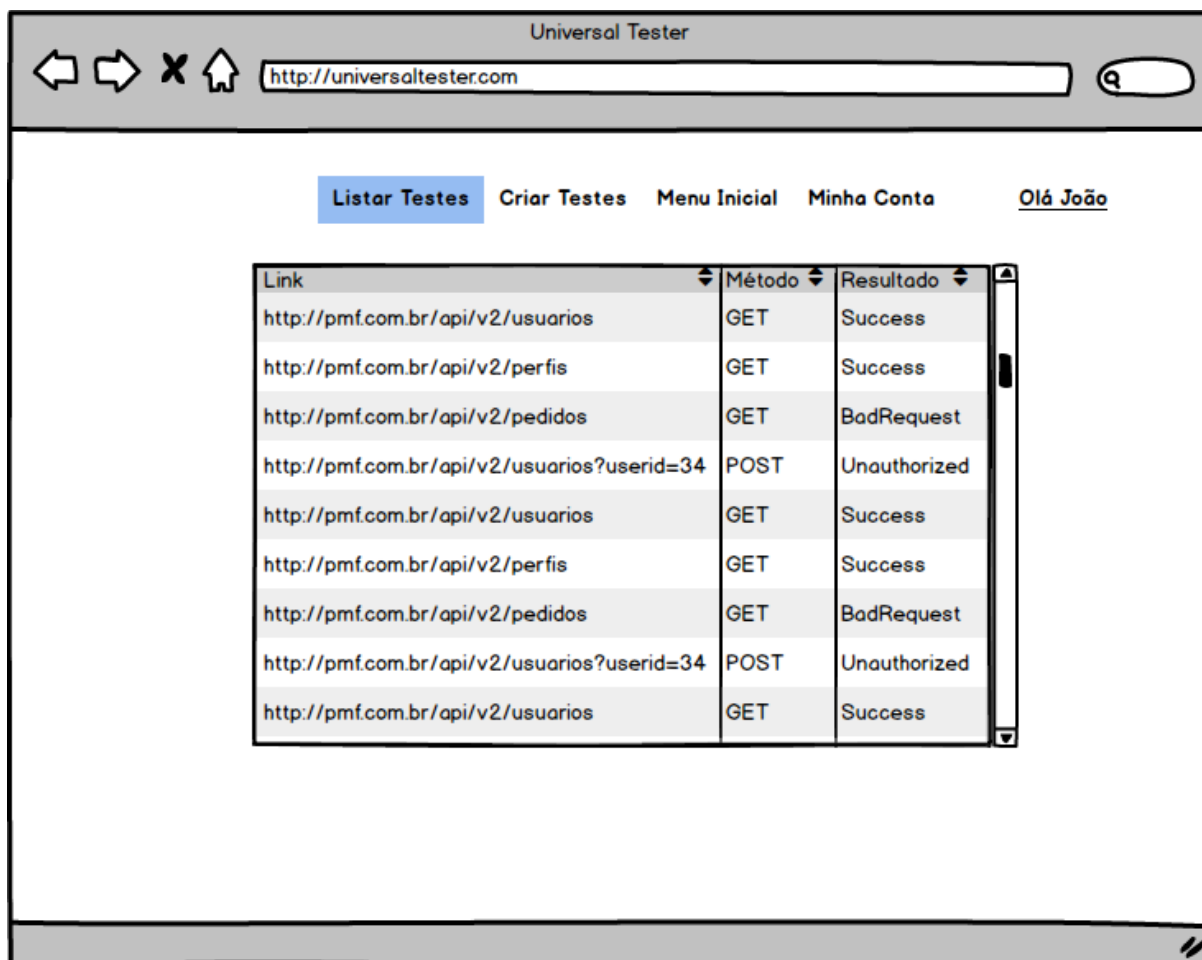 Universal Tester
http://universaltester.com
Listar Testes Criar Testes Menu Inicial Minha Conta Olá João
Link Método Resultado
http://pmf.com.br/api/v2/usuarios GET Success
http://pmf.com.br/api/v2/perfis GET Success
http://pmf.com.br/api/v2/pedidos GET BadRequest
http://pmf.com.br/api/v2/usuarios?userid=34 POST Unauthorized
http://pmf.com.br/api/v2/usuarios GET Success
http://pmf.com.br/api/v2/perfis GET Success
http://pmf.com.br/api/v2/pedidos GET BadRequest
http://pmf.com.br/api/v2/usuarios?userid=34 POST Unauthorized
http://pmf.com.br/api/v2/usuarios GET Success